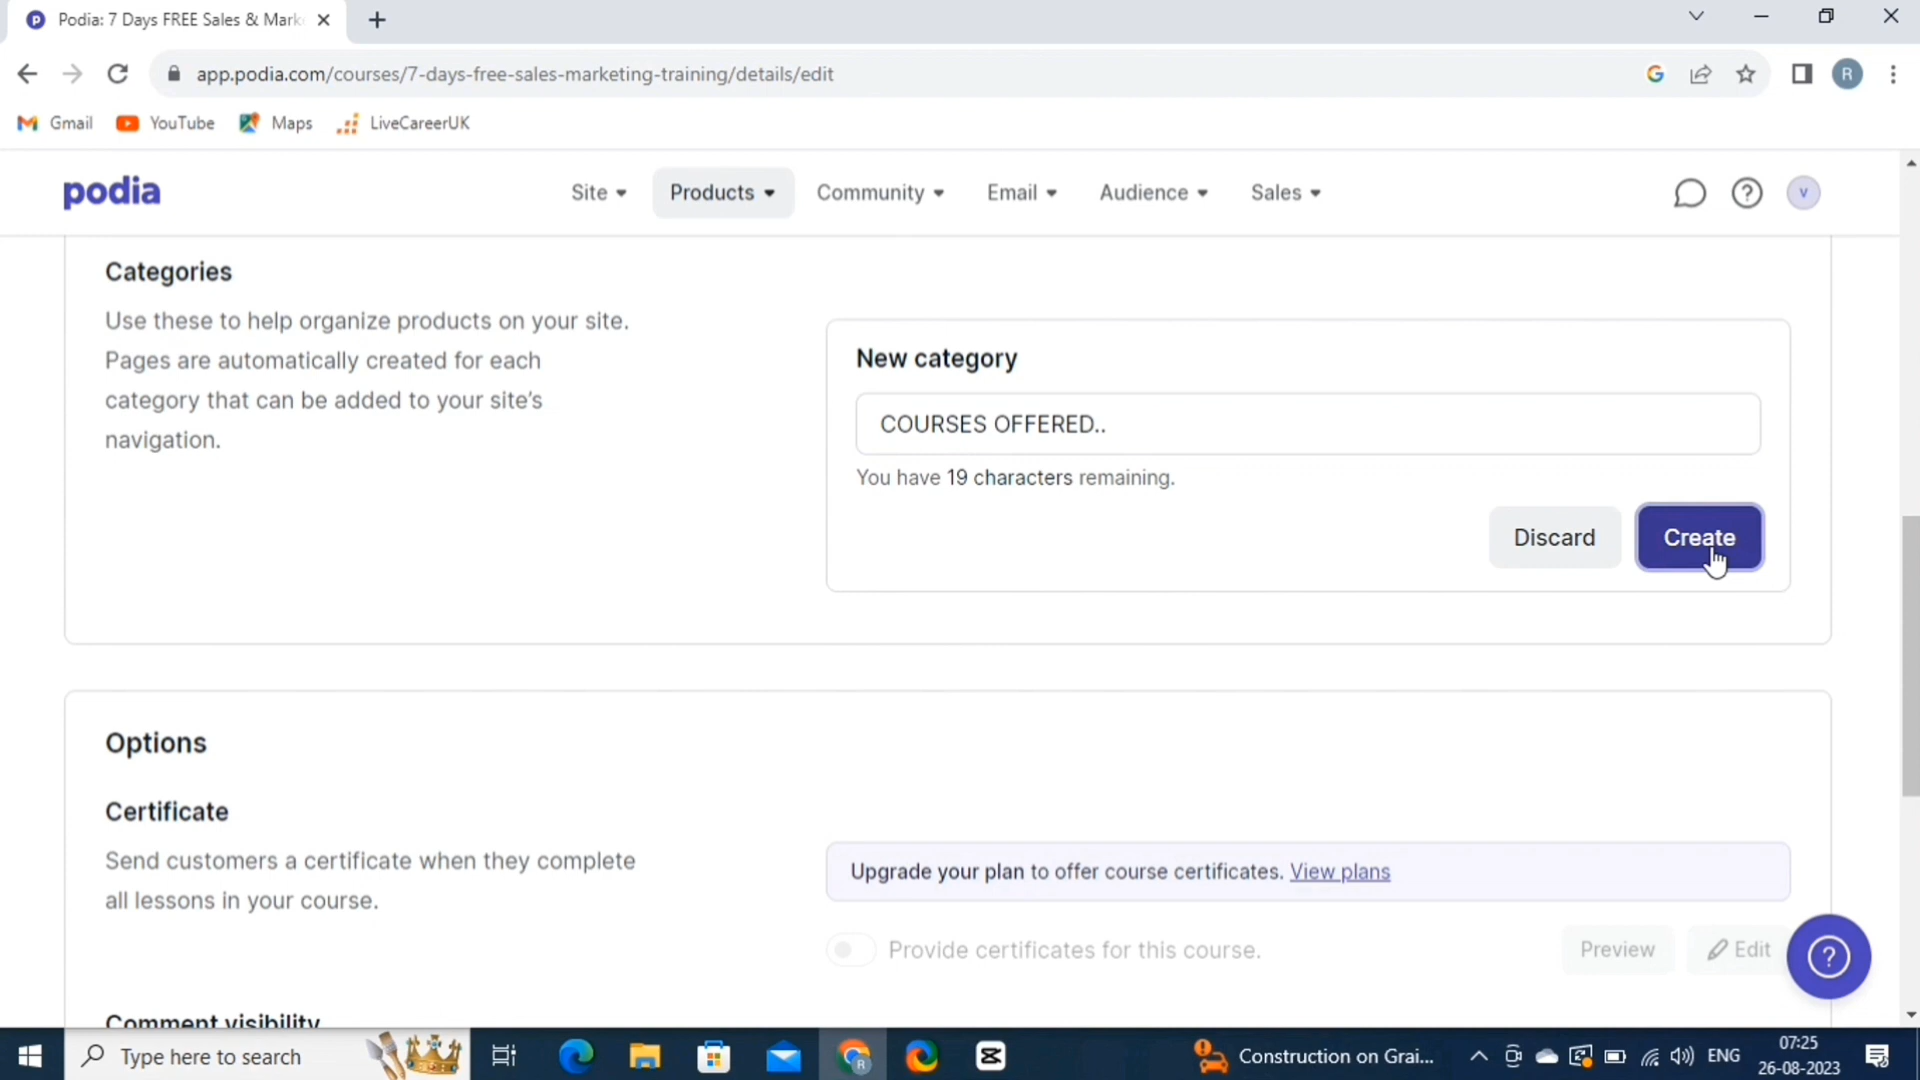 Podia: 7 Days FREE Sales & Mark
app.podia.com/courses/7-days-free-sales-marketing-training/details/edit
R
Gmail
YouTube
Maps
LiveCareerUK
podia
Site
Products
Community
Email
Audience
Sales
V
Categories
Use these to help organize products on your site.
Pages are automatically created for each
category that can be added to your site's
navigation.
New category
COURSES OFFERED..
You have 19 characters remaining.
Discard
Create
Options
Certificate
Send customers a certificate when they complete
all lessons in your course.
Upgrade your plan to offer course certificates. View plans
Provide certificates for this course.
Preview
Edit
Comment visibility
Type here to search
Construction on Grai...
ENG
07:25
26-08-2023